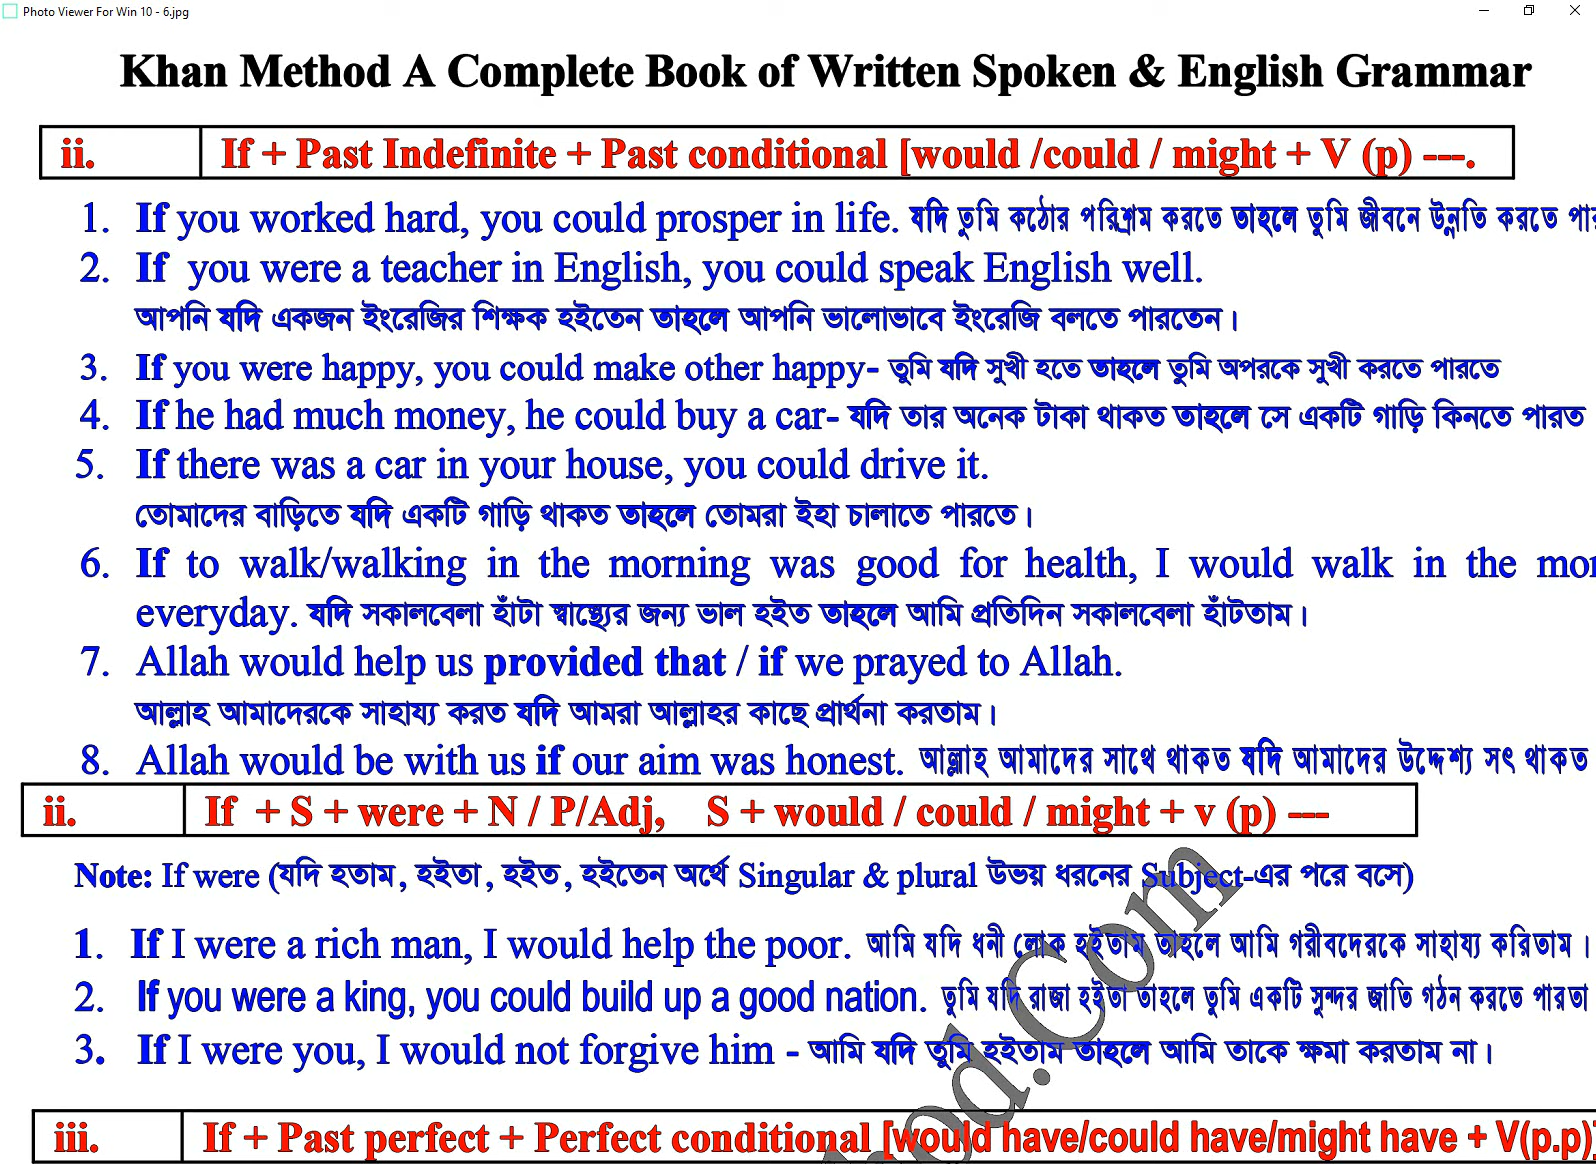 Photo Viewer For Win 10 - 6.jpg
Khan Method A Complete Book of Written Spoken & English Grammar
ii. If + Past Indefinite + Past conditional [would /could / might + V (p) ---.
1. If you worked hard, you could prosper in life. যদি তুমি কঠোর পরিশ্রম করতে তাহলে তুমি জীবনে উন্নতি করতে
2. If you were a teacher in English, you could speak English well.
আপনি যদি একজন ইংরেজির শিক্ষক হইতেন তাহলে আপনি ভালোভাবে ইংরেজি বলতে পারতেন।
3. If you were happy, you could make other happy- তুমি যদি সুখী হতে তাহলে তুমি অপরকে সুখী করতে পারতে
4. If he had much money, he could buy a car- যদি তার অনেক টাকা থাকত তাহলে সে একটি গাড়ি কিনতে পারত
5. If there was a car in your house, you could drive it.
তোমাদের বাড়িতে যদি একটি গাড়ি থাকত তাহলে তোমরা ইহা চালাতে পারতে।
6. If to walk/walking in the morning was good for health, I would walk in the
everyday. যদি সকালবেলা হাঁটা স্বাস্থ্যের জন্য ভাল হইত তাহলে আমি প্রতিদিন সকালবেলা হাঁটতাম।
7. Allah would help us provided that / if we prayed to Allah.
আল্লাহ আমাদেরকে সাহায্য করত যদি আমরা আল্লাহর কাছে প্রার্থনা করতাম।
8. Allah would be with us if our aim was honest. আল্লাহ আমাদের সাথে থাকত যদি আমাদের উদ্দেশ্য সৎ থাকত
ii. If + S + were + N / P/Adj, S + would / could / might + v (p) ---
Note: If were (যদি হতাম, হইতা, হইত, হইতেন অর্থে Singular & plural উভয় ধরনের Subject-এর পরে বসে)
1. If I were a rich man, I would help the poor. আমি যদি ধনী লোক হইতাম তাহলে আমি গরীবদেরকে সাহায্য করিতাম।
2. If you were a king, you could build up a good nation. তুমি যদি রাজা হইতা তাহলে তুমি একটি সুন্দর জাতি গঠন করতে পারতা
3. If I were you, I would not forgive him - আমি যদি তুমি হইতাম তাহলে আমি তাকে ক্ষমা করতাম না।
iii. If + Past perfect + Perfect conditional [would have/could have/might have + V(p.p)]